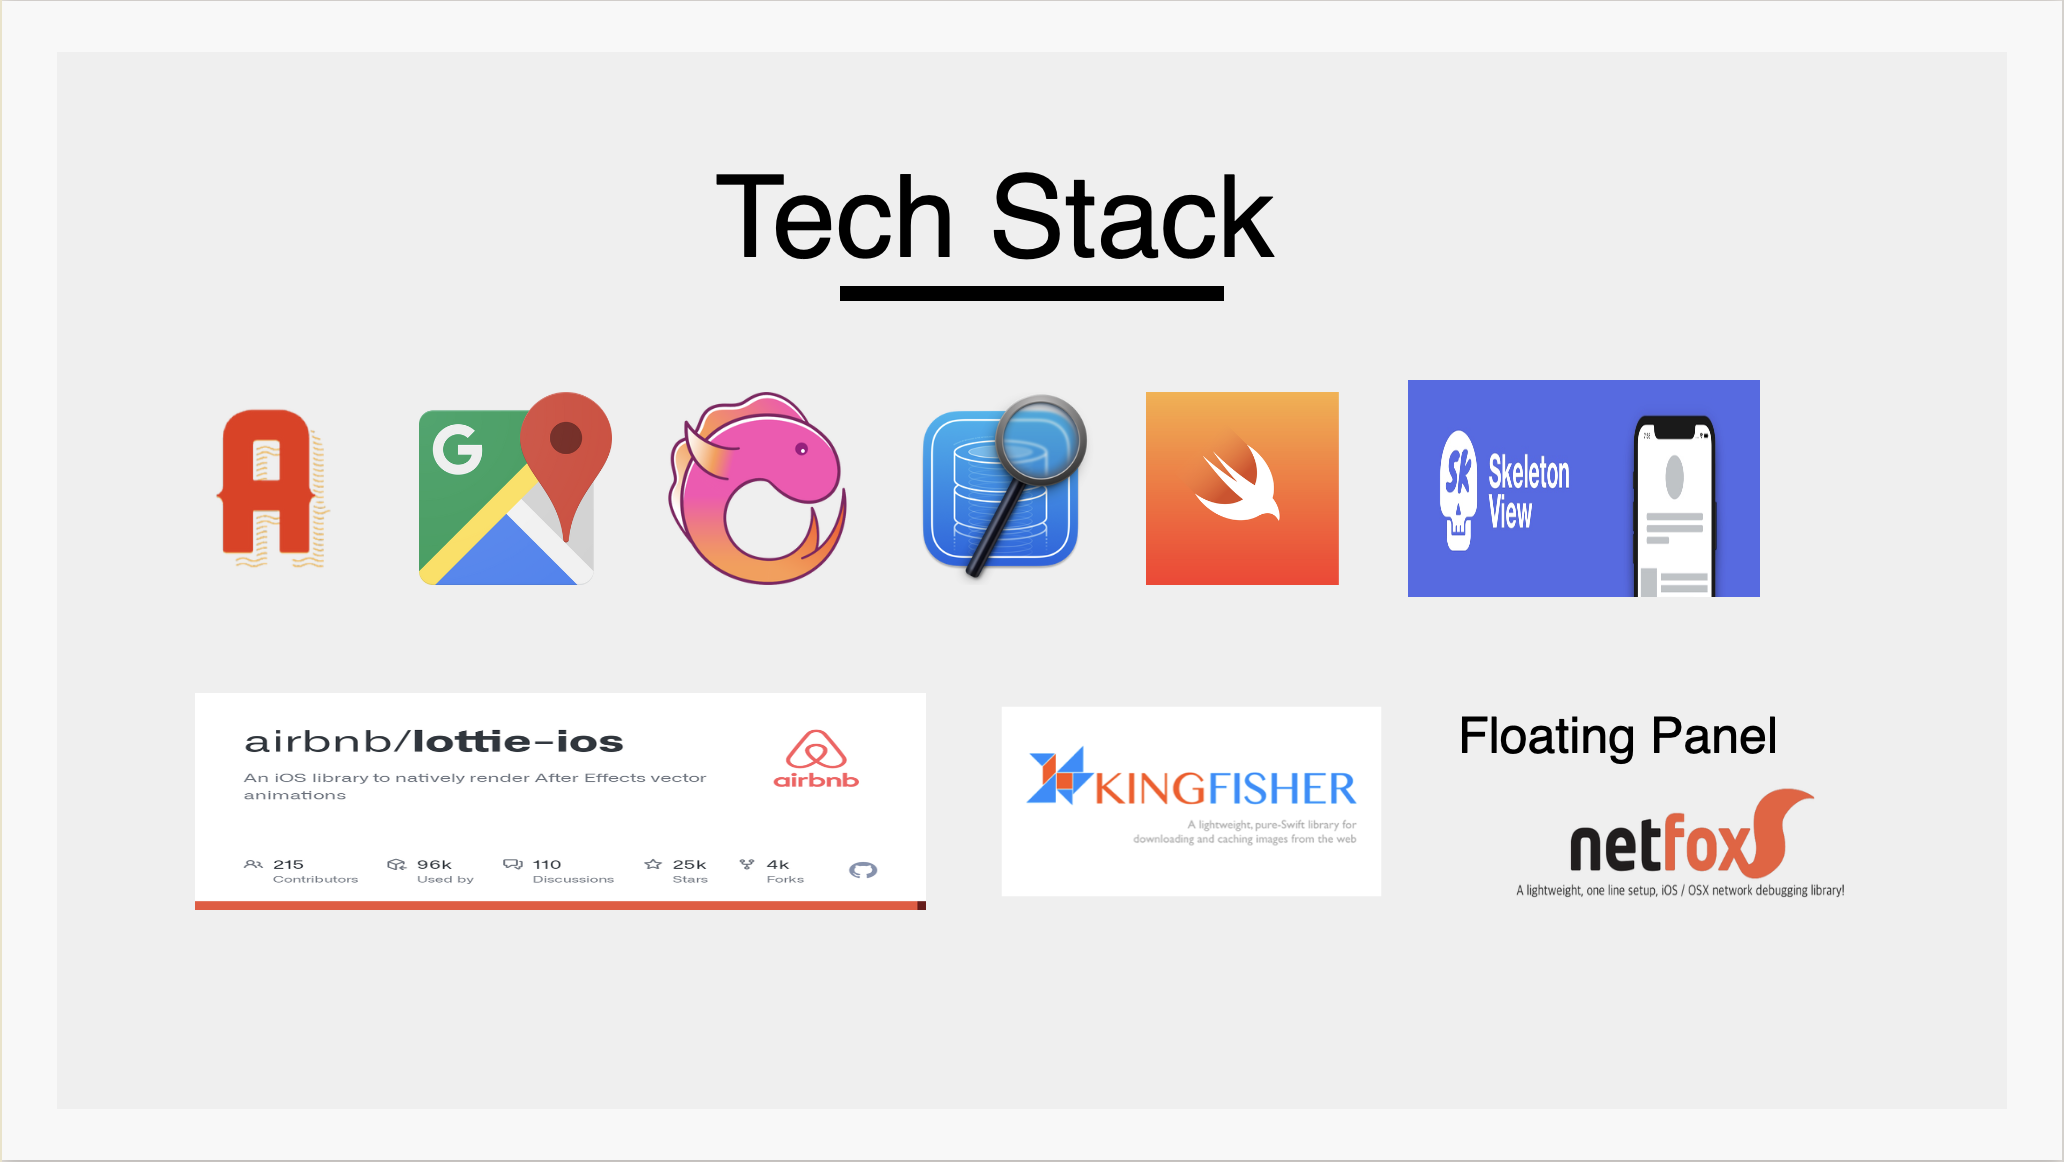 Tech Stack
A
G
SK
Skeleton
View
airbnb/lottie-ios
An iOS library to natively render After Effects vector
animations
airbnb
215
Contributors
96k
Used by
110
Discussions
25k
Stars
4k
Forks
KINGFISHER
A lightweight, pure-Swift library for
downloading and caching images from the web
Floating Panel
netfox
A lightweight, one line setup, iOS / OSX network debugging library!